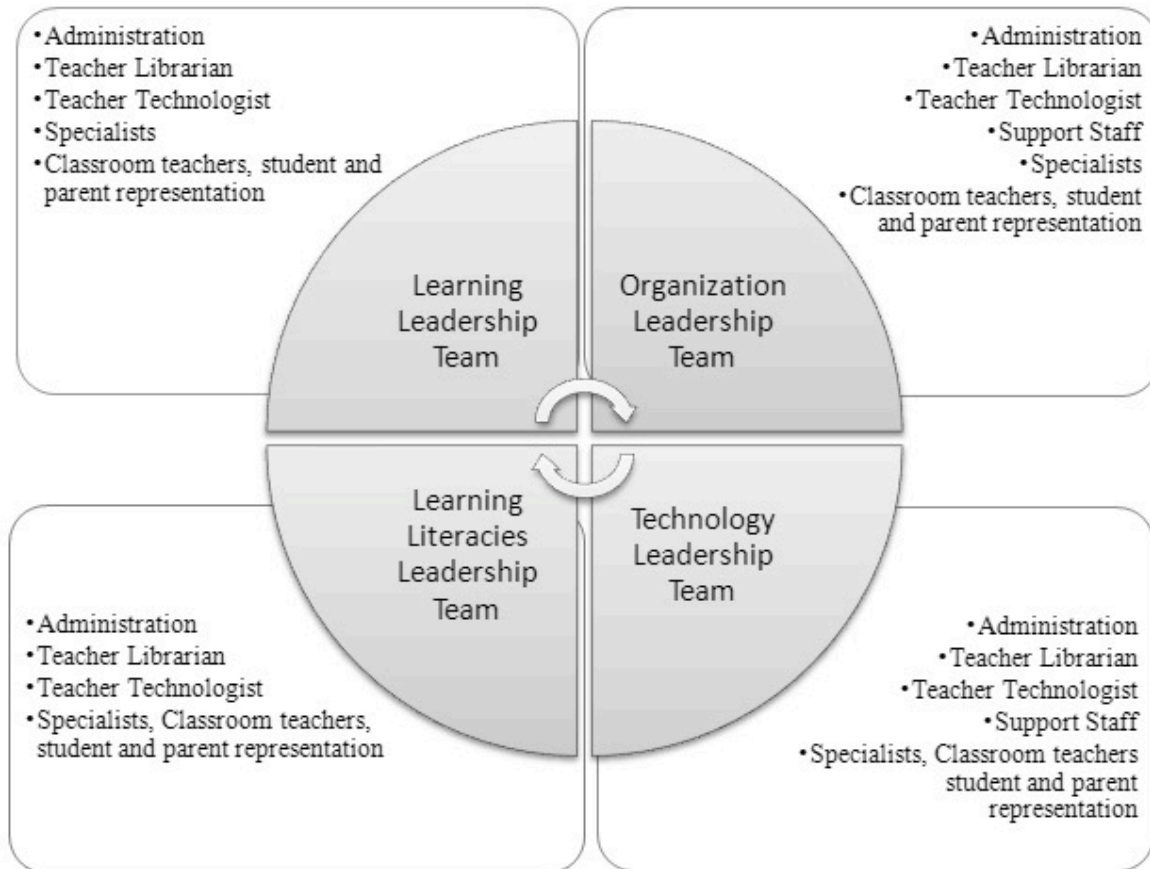 •Administration
•Teacher Librarian
•Teacher Technologist
•Specialists
•Classroom teachers, student and
parent representation
•Administration
•Teacher Librarian
•Teacher Technologist
•Support Staff
•Specialists
•Classroom teachers, student
and parent representation
Learning
Leadership
Team
Organization
Leadership
Team
Learning
Literacies
Leadership
Team
Technology
Leadership
Team
•Administration
•Teacher Librarian
•Teacher Technologist
•Specialists, Classroom teachers,
student and parent representation
•Administration
•Teacher Librarian
•Teacher Technologist
•Support Staff
•Specialists, Classroom teachers
student and parent
representation